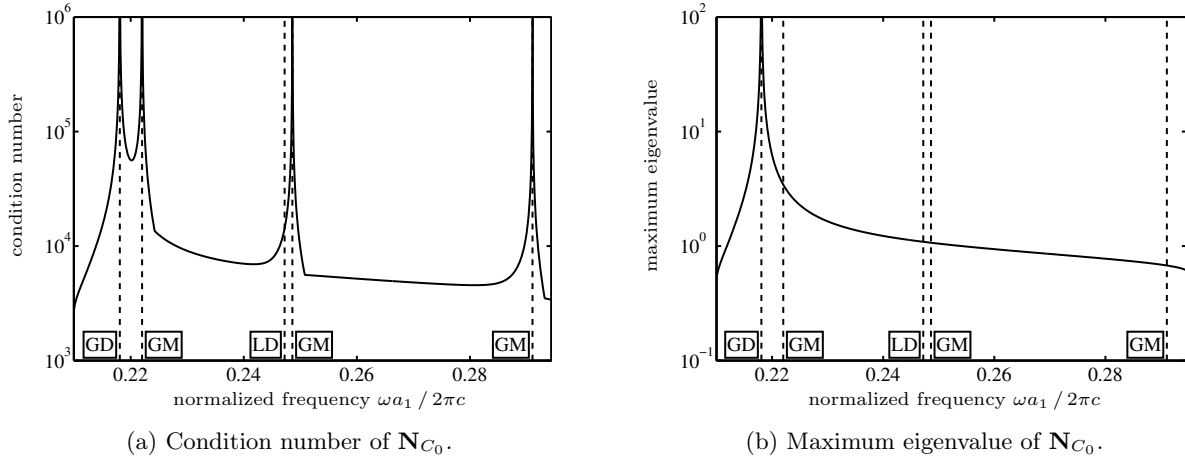 10^6
10^5
10^4
10^3
condition number
GD
GM
LD
GM
GM
0.22
0.24
0.26
0.28
normalized frequency ωa_1 / 2πc
(a) Condition number of N_{C_0}.
10^2
10^1
10^0
10^{-1}
maximum eigenvalue
GD
GM
LD
GM
GM
0.22
0.24
0.26
0.28
normalized frequency ωa_1 / 2πc
(b) Maximum eigenvalue of N_{C_0}.